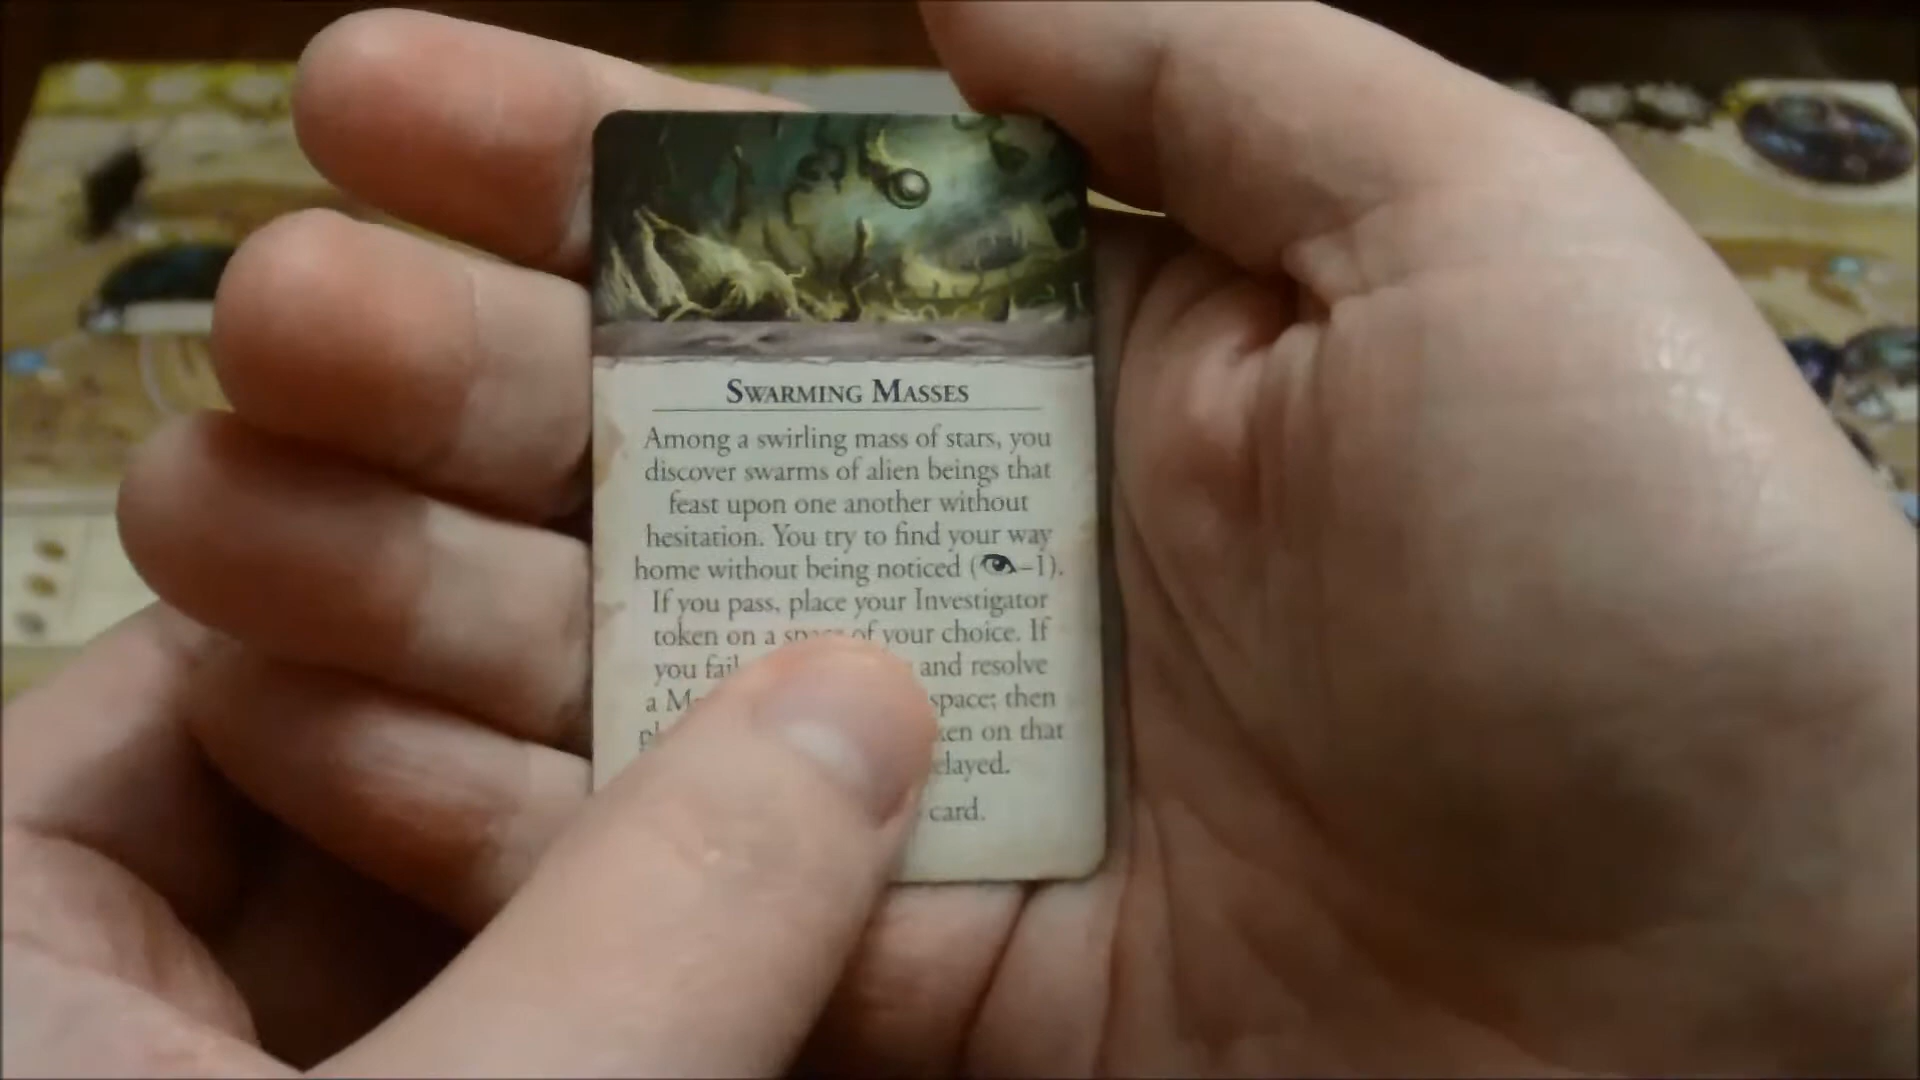 Swarming Masses
Among a swirling mass of stars, you
discover swarms of alien beings that
feast upon one another without
hesitation. You try to find your way
home without being noticed (–1).
If you pass, place your Investigator
token on a space of your choice. If
you fail and resolve
a space; then
on that
card.